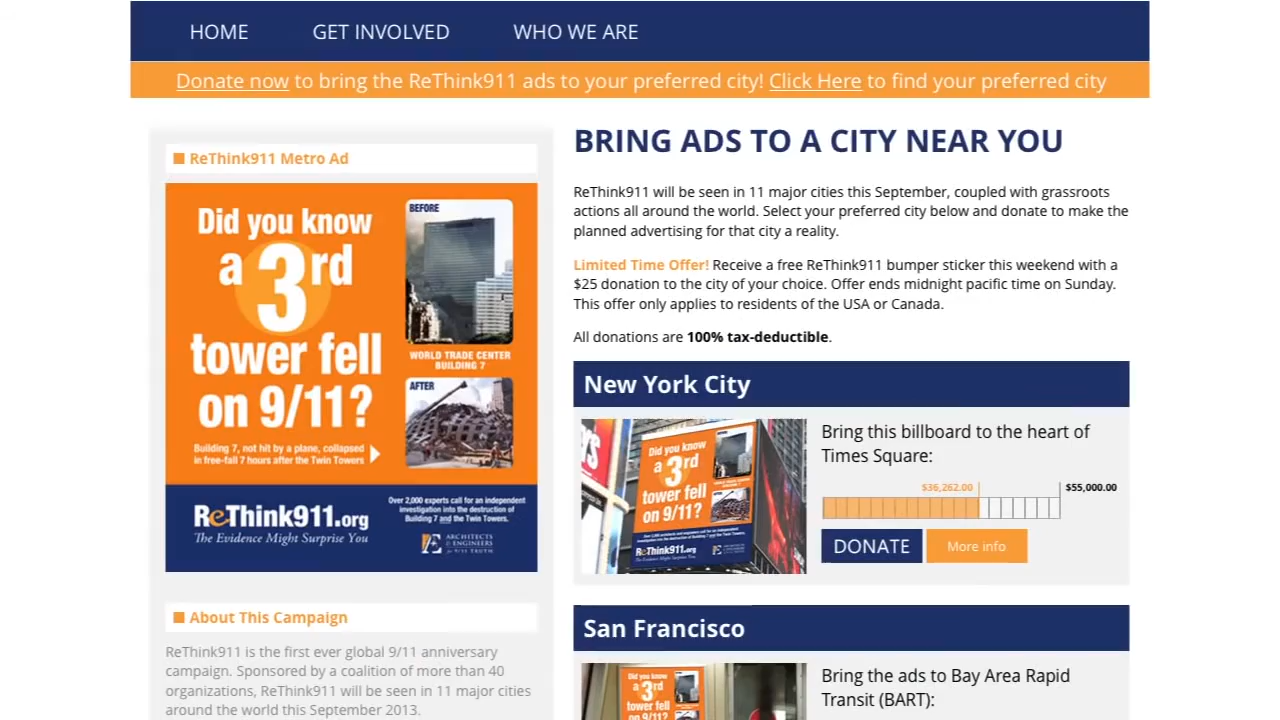 HOME GET INVOLVED WHO WE ARE
Donate now to bring the ReThink911 ads to your preferred city! Click Here to find your preferred city
ReThink911 Metro Ad
Did you know
a 3rd
tower fell
on 9/11?
Building 7, not hit by a plane, collapsed
in free-fall 7 hours after the Twin Towers
BEFORE
WORLD TRADE CENTER
BUILDING 7
AFTER
ReThink911.org
The Evidence Might Surprise You
Over 2,000 experts call for an independent
investigation into the destruction of
Building 7 and the Twin Towers.
ARCHITECTS
& ENGINEERS
for 9/11 TRUTH
About This Campaign
ReThink911 is the first ever global 9/11 anniversary
campaign. Sponsored by a coalition of more than 40
organizations, ReThink911 will be seen in 11 major cities
around the world this September 2013.
BRING ADS TO A CITY NEAR YOU
ReThink911 will be seen in 11 major cities this September, coupled with grassroots
actions all around the world. Select your preferred city below and donate to make the
planned advertising for that city a reality.
Limited Time Offer! Receive a free ReThink911 bumper sticker this weekend with a
$25 donation to the city of your choice. Offer ends midnight pacific time on Sunday.
This offer only applies to residents of the USA or Canada.
All donations are 100% tax-deductible.
New York City
Did you know
a 3rd
tower fell
on 9/11?
ReThink911.org
Bring this billboard to the heart of
Times Square:
$36,262.00
$55,000.00
DONATE More info
San Francisco
Did you know
a 3rd
tower fell
Bring the ads to Bay Area Rapid
Transit (BART):